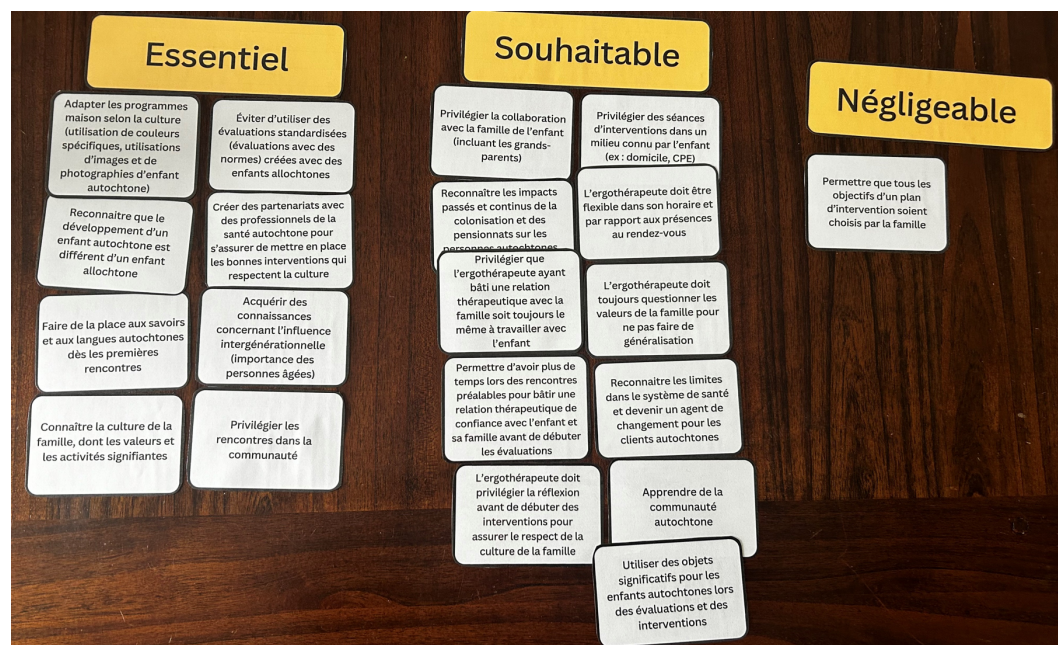 Essentiel
Adapter les programmes
maison selon la culture
(utilisation de couleurs
spécifiques, utilisations
d'images et de
photographies d'enfant
autochtone)
Éviter d'utiliser des
évaluations standardisées
(évaluations avec des
normes) créées avec des
enfants allochtones
Reconnaitre que le
développement d'un
enfant autochtone est
différent d'un enfant
allochtone
Créer des partenariats avec
des professionnels de la
santé autochtone pour
s'assurer de mettre en place
les bonnes interventions qui
respectent la culture
Faire de la place aux savoirs
et aux langues autochtones
dès les premières
rencontres
Acquérir des
connaissances
concernant l'influence
intergénérationnelle
(importance des
personnes âgées)
Connaître la culture de la
famille, dont les valeurs et
les activités signifiantes
Privilégier les
rencontres dans la
communauté
Souhaitable
Privilégier la collaboration
avec la famille de l'enfant
(incluant les grands-
parents)
Privilégier des séances
d'interventions dans un
milieu connu par l'enfant
(ex : domicile, CPE)
Reconnaître les impacts
passés et continus de la
colonisation et des
pensionnats sur les
personnes autochtones
L'ergothérapeute doit être
flexible dans son horaire et
par rapport aux présences
au rendez-vous
Privilégier que
l'ergothérapeute ayant
bâti une relation
thérapeutique avec la
famille soit toujours le
même à travailler avec
l'enfant
L'ergothérapeute doit
toujours questionner les
valeurs de la famille pour
ne pas faire de
généralisation
Permettre d'avoir plus de
temps lors des rencontres
préalables pour bâtir une
relation thérapeutique de
confiance avec l'enfant et
sa famille avant de débuter
les évaluations
Reconnaitre les limites
dans le système de santé
et devenir un agent de
changement pour les
clients autochtones
L'ergothérapeute doit
privilégier la réflexion
avant de débuter des
interventions pour
assurer le respect de la
culture de la famille
Apprendre de la
communauté
autochtone
Utiliser des objets
significatifs pour les
enfants autochtones lors
des évaluations et des
interventions
Négligeable
Permettre que tous les
objectifs d'un plan
d'intervention soient
choisis par la famille